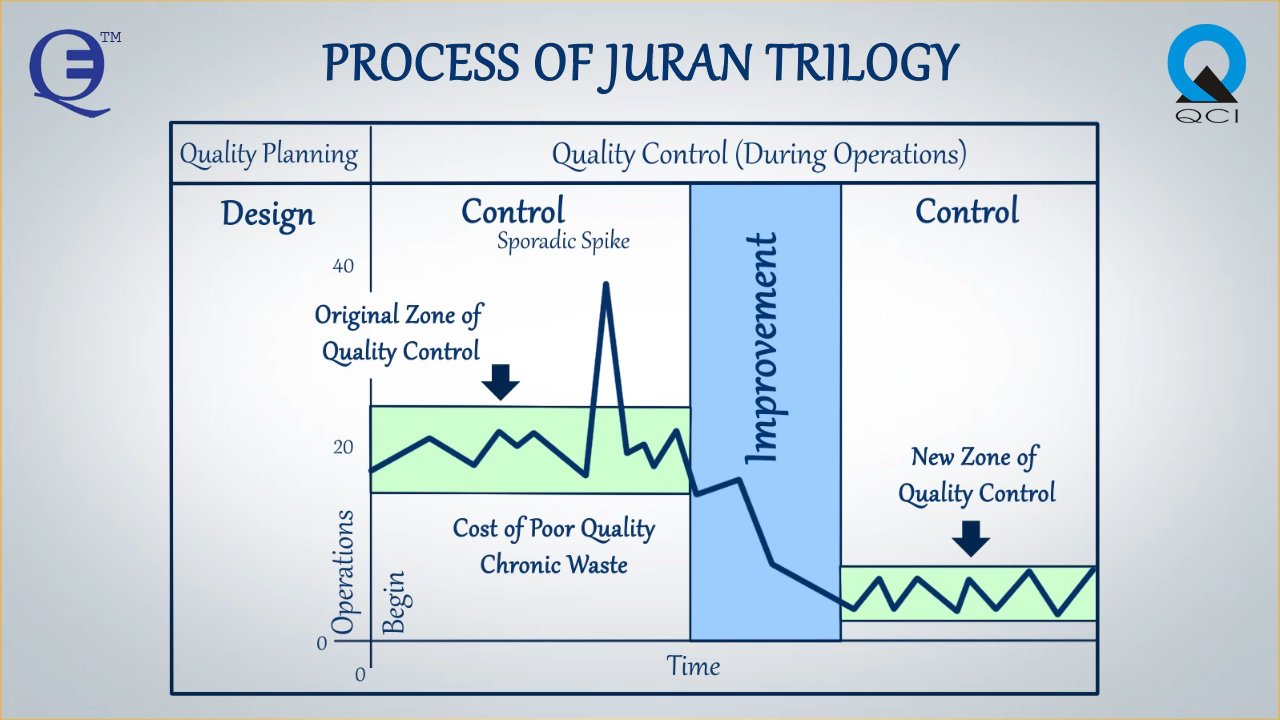 QE TM
PROCESS OF JURAN TRILOGY
QCI
Quality Planning
Quality Control (During Operations)
Design
Control
Sporadic Spike
Improvement
Control
40
Original Zone of
Quality Control
20
Cost of Poor Quality
Chronic Waste
New Zone of
Quality Control
Operations
Begin
0
0
Time